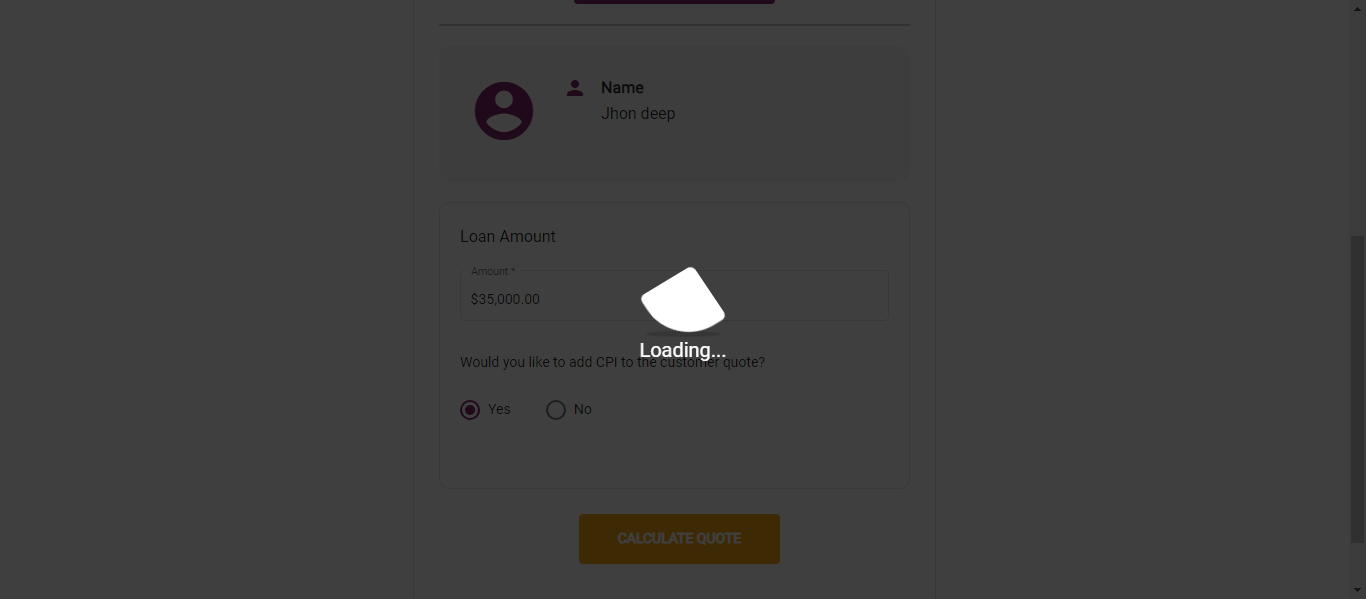 Name
Jhon deep
Loan Amount
Amount *
$35,000.00
Loading...
Would you like to add CPI to the customer quote?
Yes
No
CALCULATE QUOTE